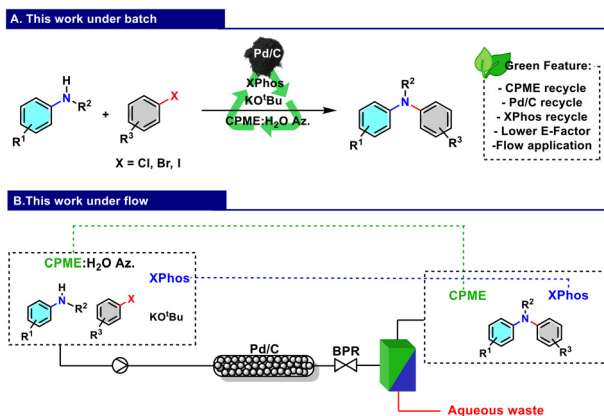 A. This work under batch
Pd/C
XPhos
KOᵗBu
CPME:H₂O Az.
H
N
R²
R¹
+
X
R³
X = Cl, Br, I
R²
N
R¹
R³
Green Feature:
- CPME recycle
- Pd/C recycle
- XPhos recycle
- Lower E-Factor
-Flow application
B.This work under flow
CPME:H₂O Az.
XPhos
H
N
R²
R¹
X
R³
KOᵗBu
Pd/C
BPR
CPME
XPhos
R²
N
R¹
R³
Aqueous waste